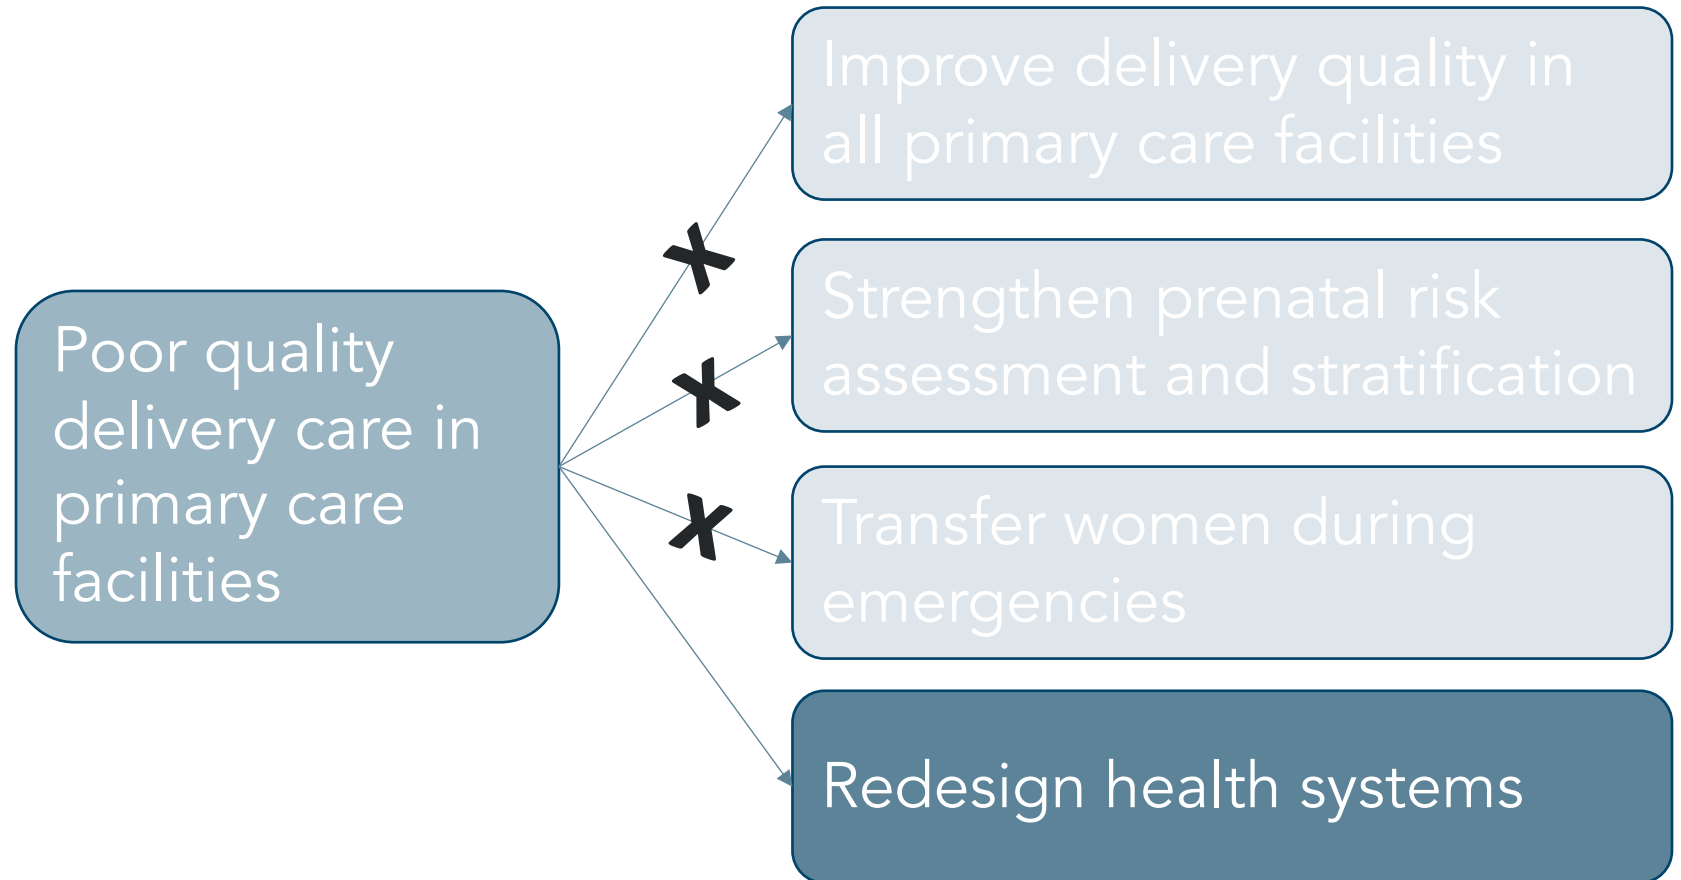 Poor quality
delivery care in
primary care
facilities
Improve delivery quality in
all primary care facilities
Strengthen prenatal risk
assessment and stratification
Transfer women during
emergencies
Redesign health systems